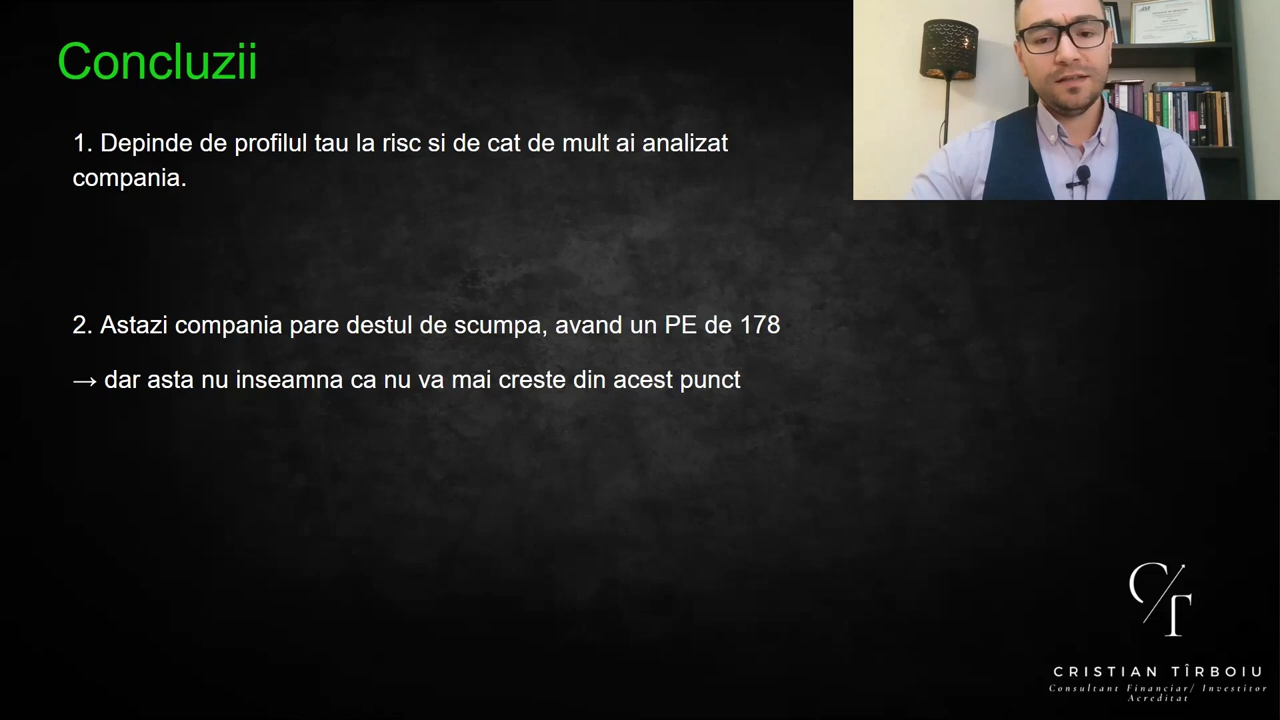 Concluzii
1. Depinde de profilul tau la risc si de cat de mult ai analizat
compania.
2. Astazi compania pare destul de scumpa, avand un PE de 178
→ dar asta nu inseamna ca nu va mai creste din acest punct
CT
CRISTIAN TÎRBOIU
Consultant Financiar/ Investitor
Acreditat